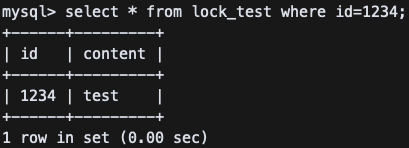 mysql> select * from lock_test where id=1234;
+------+---------+
| id   | content |
+------+---------+
| 1234 | test    |
+------+---------+
1 row in set (0.00 sec)